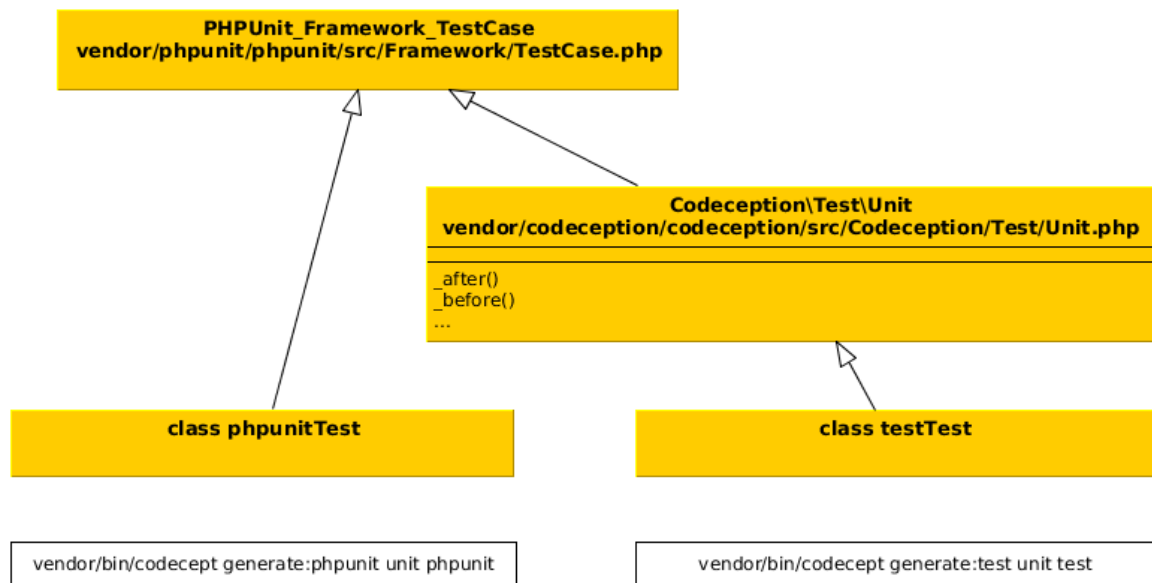 PHPUnit_Framework_TestCase
vendor/phpunit/phpunit/src/Framework/TestCase.php
Codeception\Test\Unit
vendor/codeception/codeception/src/Codeception/Test/Unit.php
_after()
_before()
...
class phpunitTest
class testTest
vendor/bin/codecept generate:phpunit unit phpunit
vendor/bin/codecept generate:test unit test